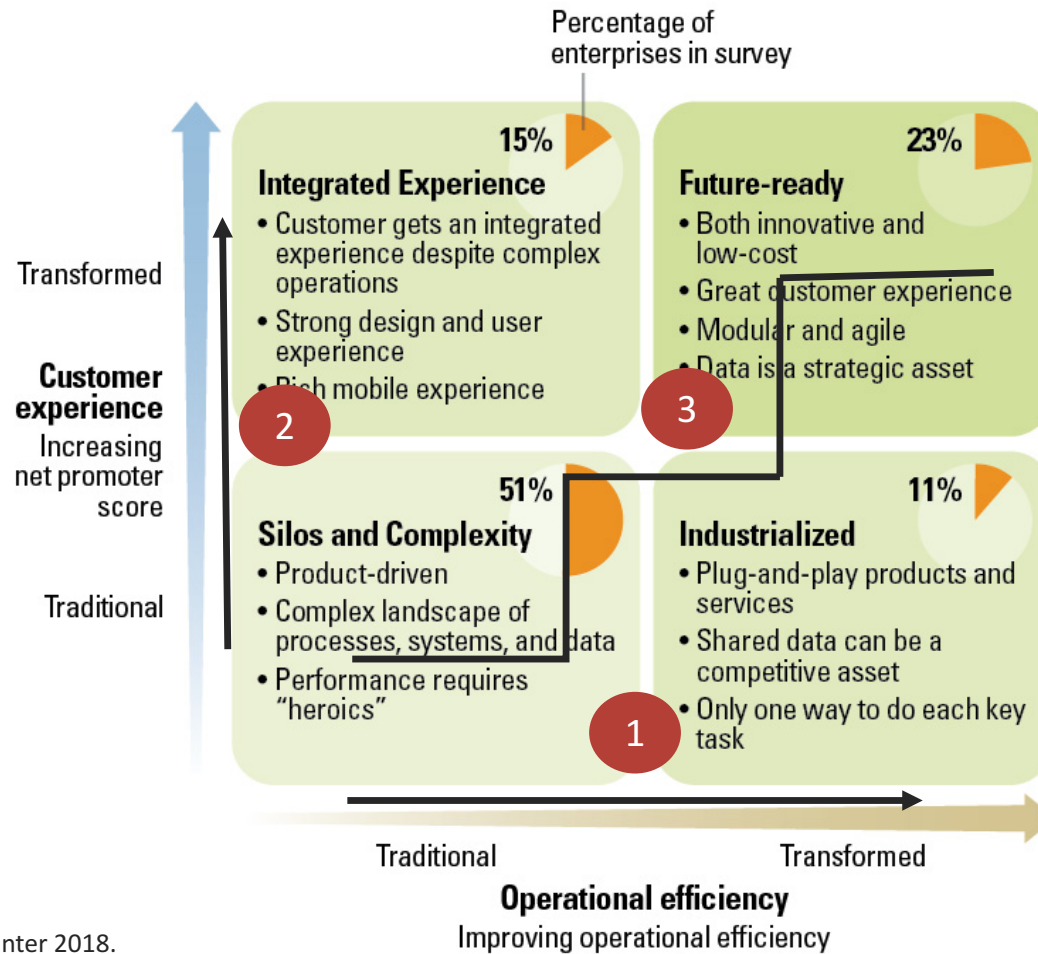 Percentage of
enterprises in survey
15%
Integrated Experience
• Customer gets an integrated
experience despite complex
operations
• Strong design and user
experience
• Rich mobile experience
23%
Future-ready
• Both innovative and
low-cost
• Great customer experience
• Modular and agile
• Data is a strategic asset
Transformed
Customer
experience
Increasing
net promoter
score
Traditional
2
3
51%
Silos and Complexity
• Product-driven
• Complex landscape of
processes, systems, and data
• Performance requires
“heroics”
11%
Industrialized
• Plug-and-play products and
services
• Shared data can be a
competitive asset
• Only one way to do each key
task
1
Traditional
Transformed
Operational efficiency
Improving operational efficiency
nter 2018.